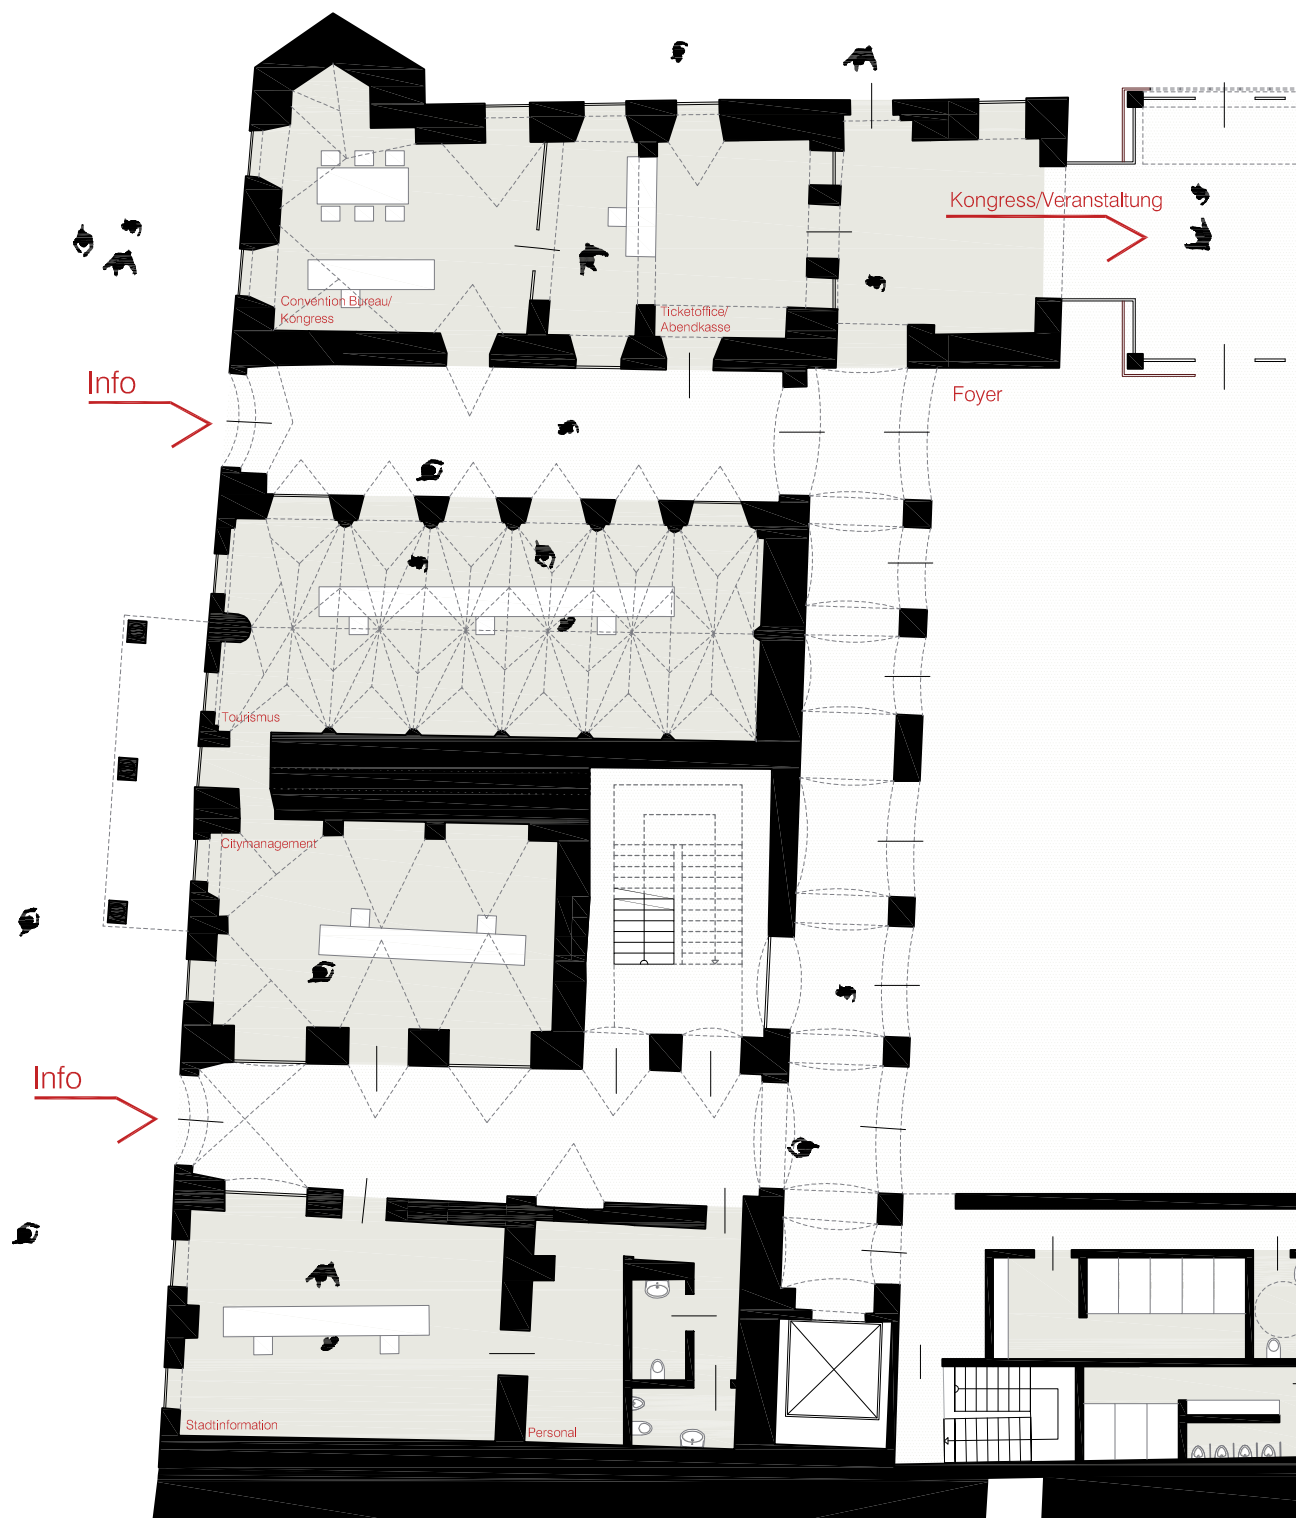 Kongress/Veranstaltung
Convention Bureau/
Kongress
Ticketoffice/
Abendkasse
Info
Foyer
Tourismus
Citymanagement
Info
Stadtinformation
Personal